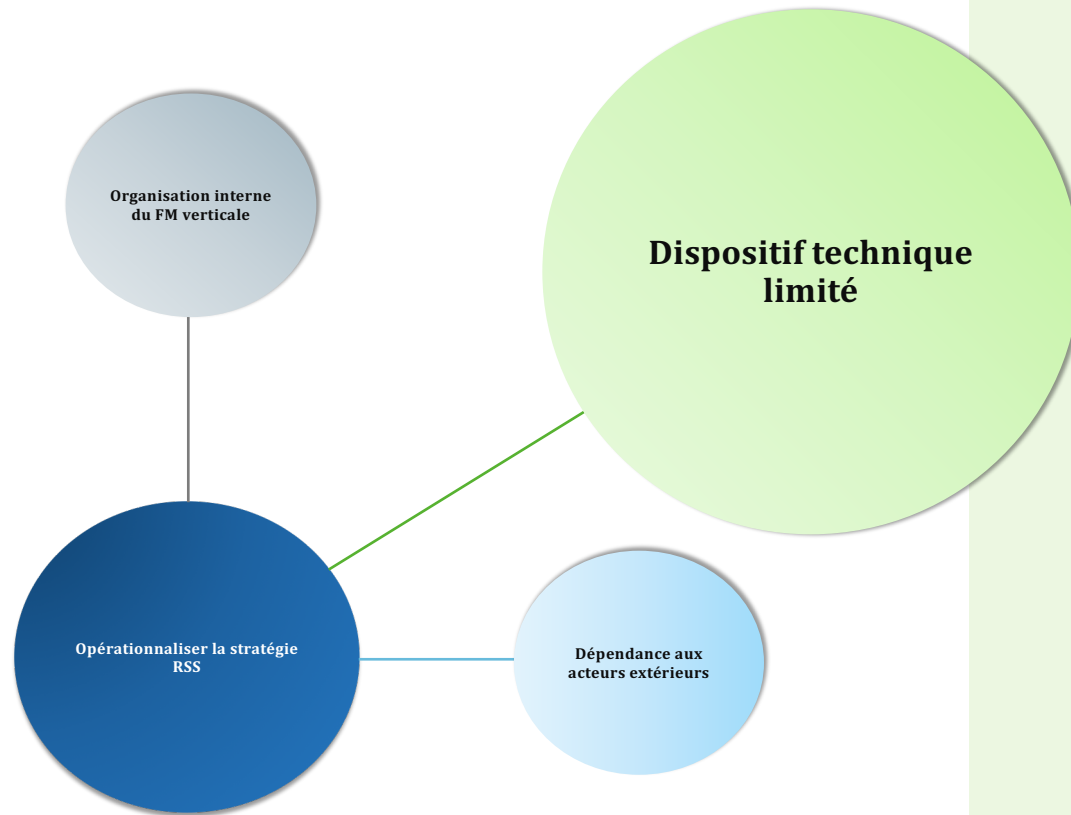 Organisation interne
du FM verticale
Dispositif technique
limité
Opérationnaliser la stratégie
RSS
Dépendance aux
acteurs extérieurs